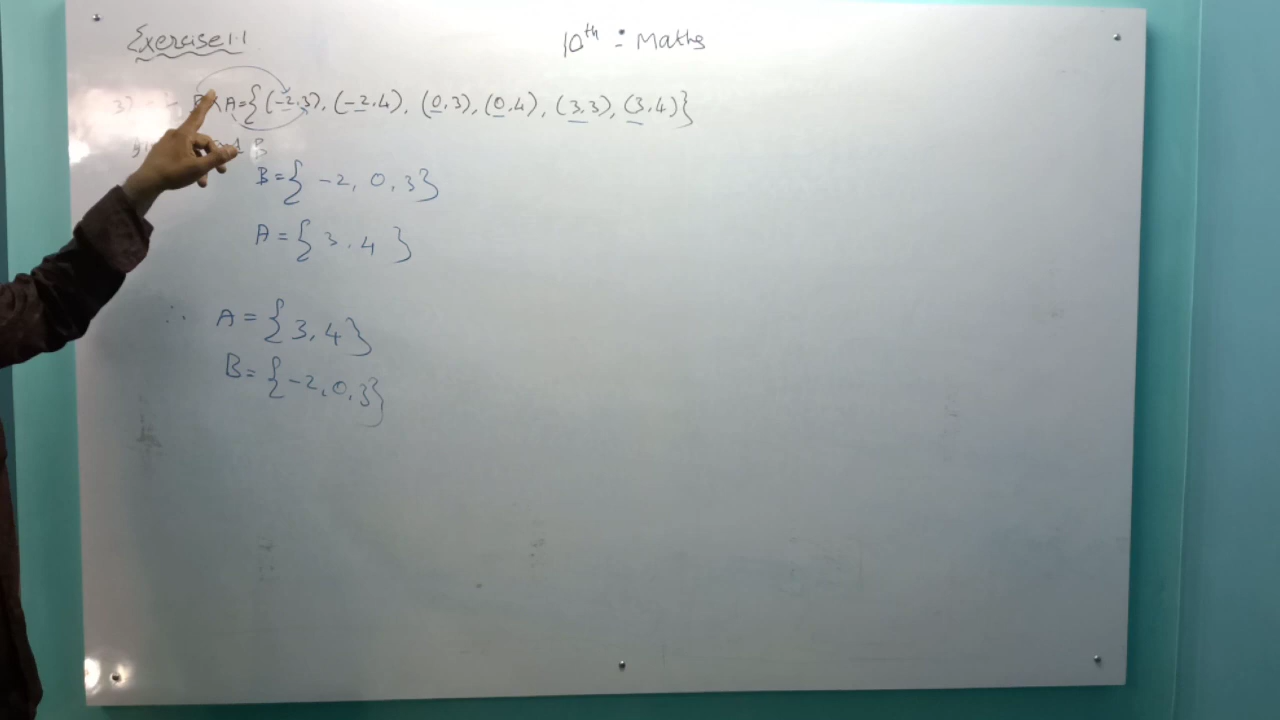 Exercise 1.1
10th - Maths
3) B × A = {(-2,3), (-2,4), (0,3), (0,4), (3,3), (3,4)}
A B
B = { -2, 0, 3}
A = { 3, 4 }
∴ A = {3, 4}
B = {-2, 0, 3}